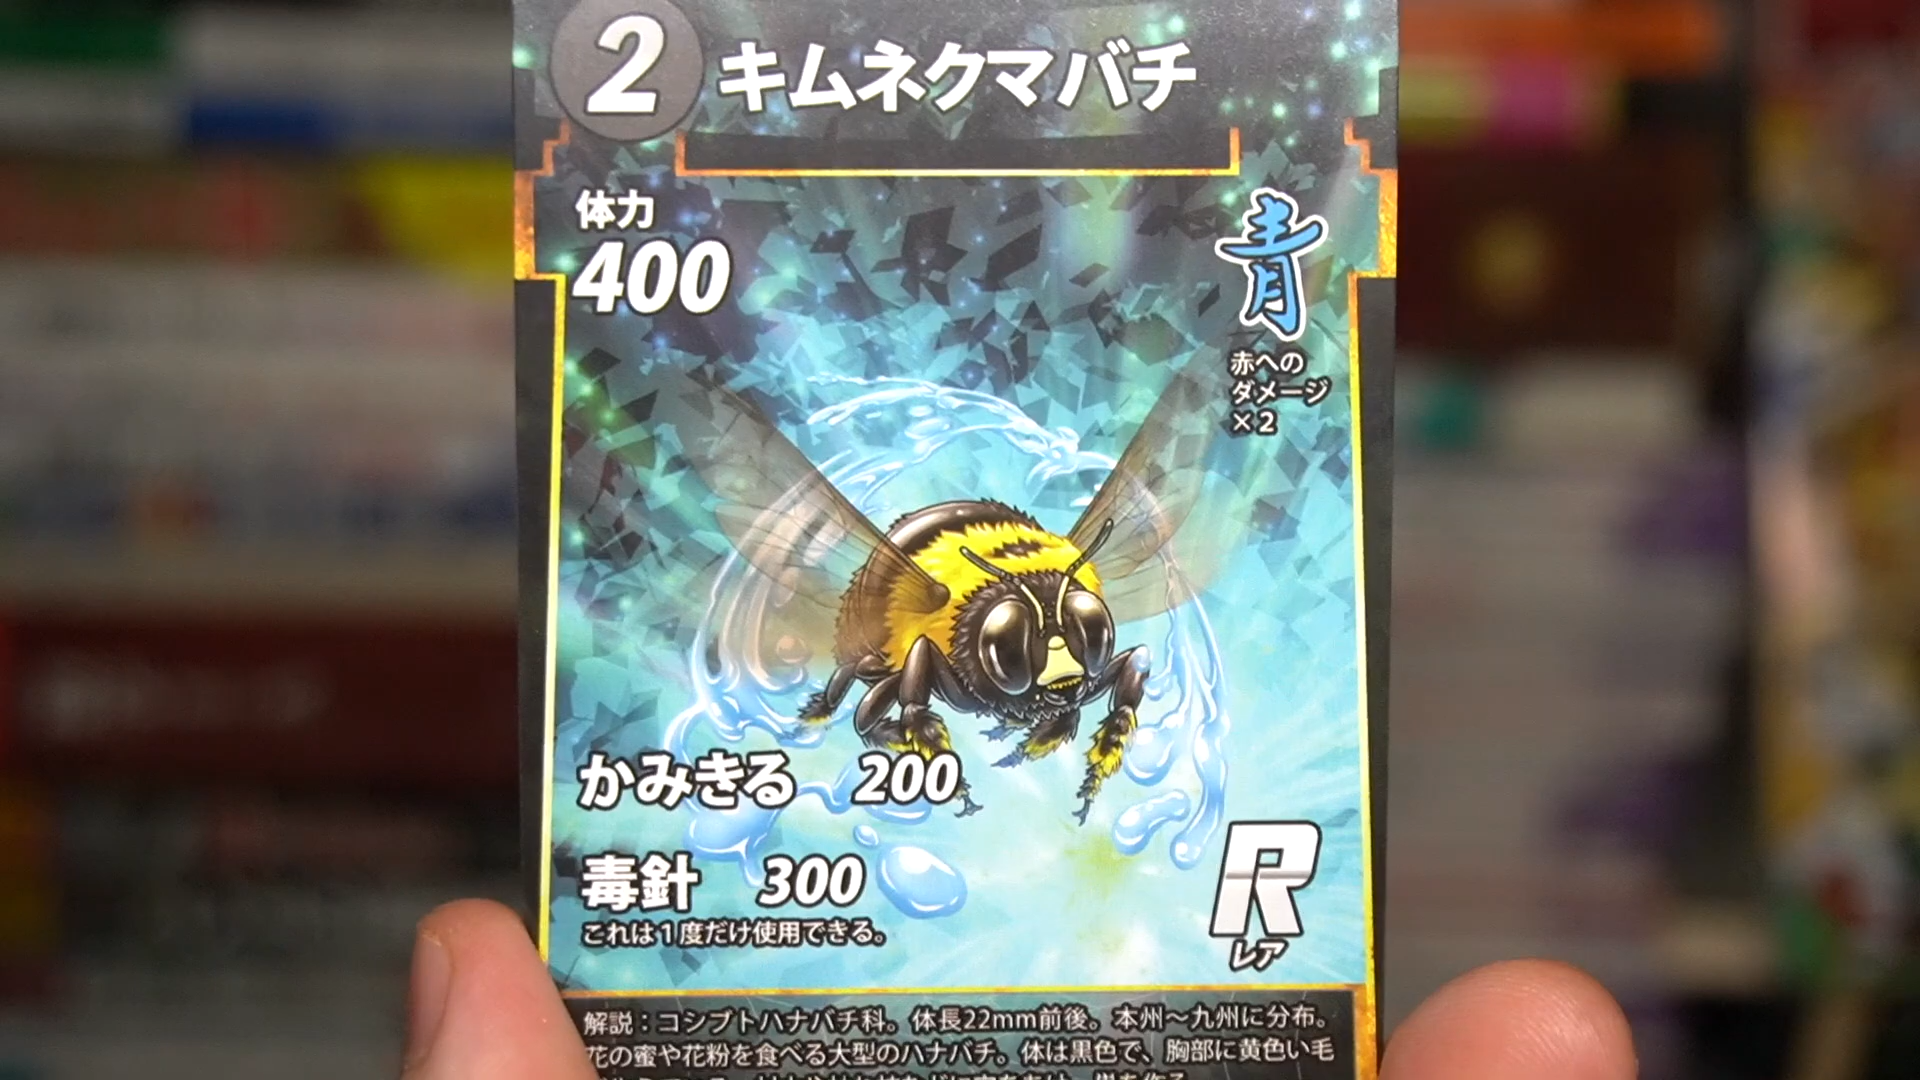 2 キムネクマバチ
体力
400
青
赤への
ダメージ
×2
かみきる 200
毒針 300
これは1度だけ使用できる。
R
レア
解説：コシブトハナバチ科。体長22mm前後。本州～九州に分布。
花の蜜や花粉を食べる大型のハナバチ。体は黒色で、胸部に黄色い毛